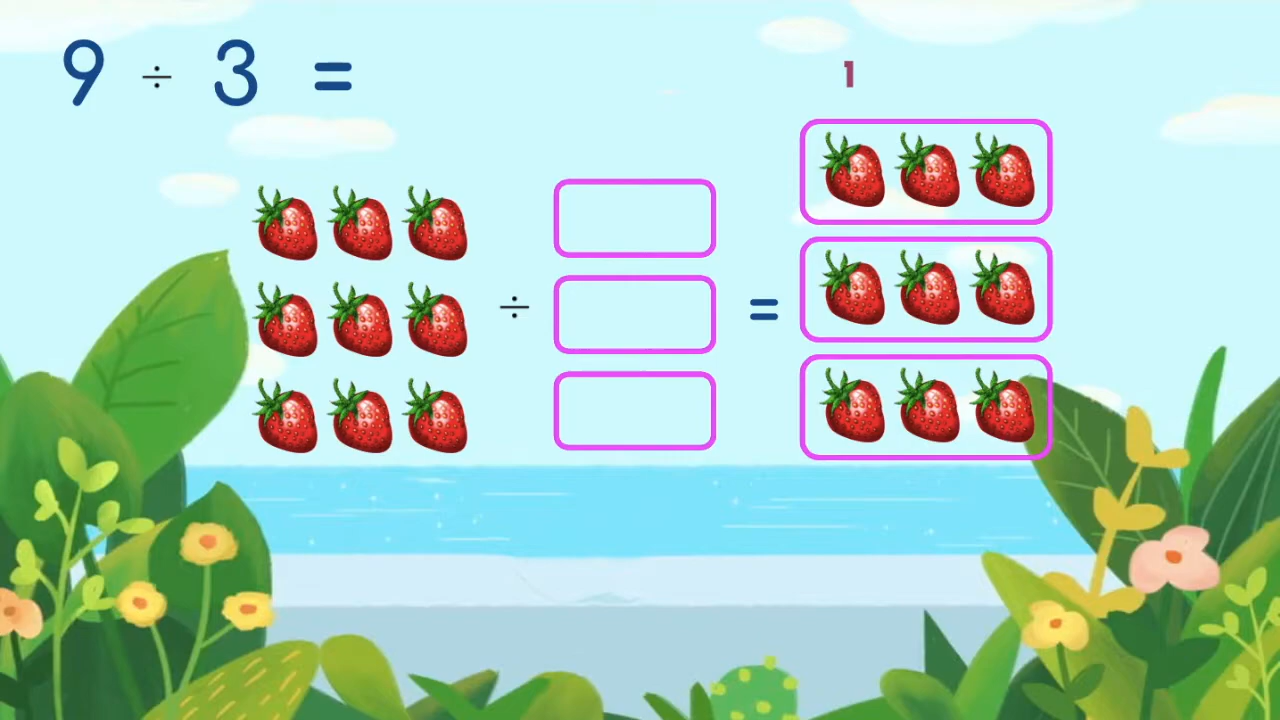 9 ÷ 3 =
1
÷ =